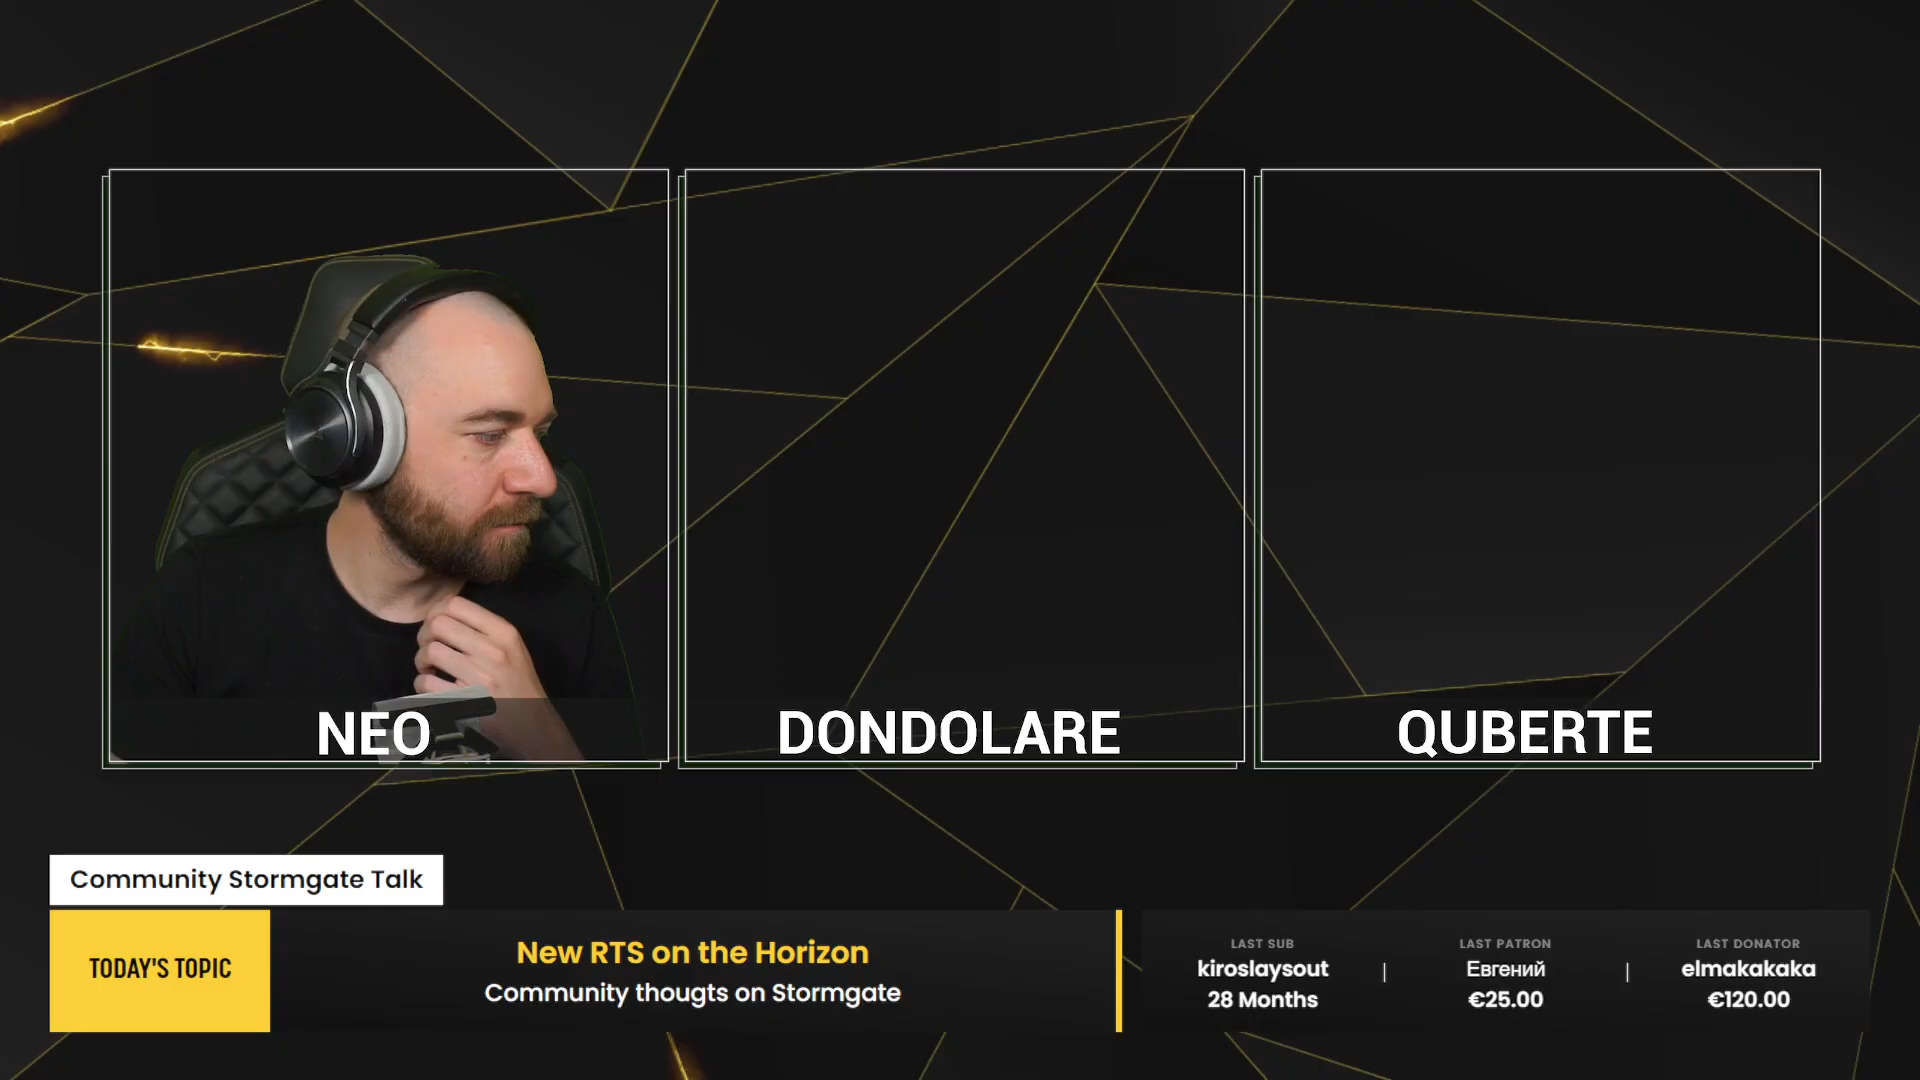 NEO
DONDOLARE
QUBERTE
Community Stormgate Talk
TODAY'S TOPIC
New RTS on the Horizon
Community thougts on Stormgate
LAST SUB
kiroslaysout
28 Months
|
LAST PATRON
Евгений
€25.00
|
LAST DONATOR
elmakakaka
€120.00